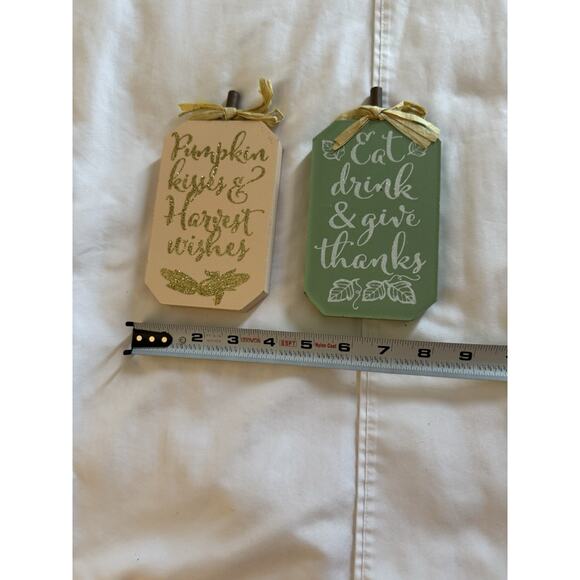 Pumpkin
kisses &
Harvest
wishes
Eat
drink
& give
thanks
2 3 4 5 6 7 8 9